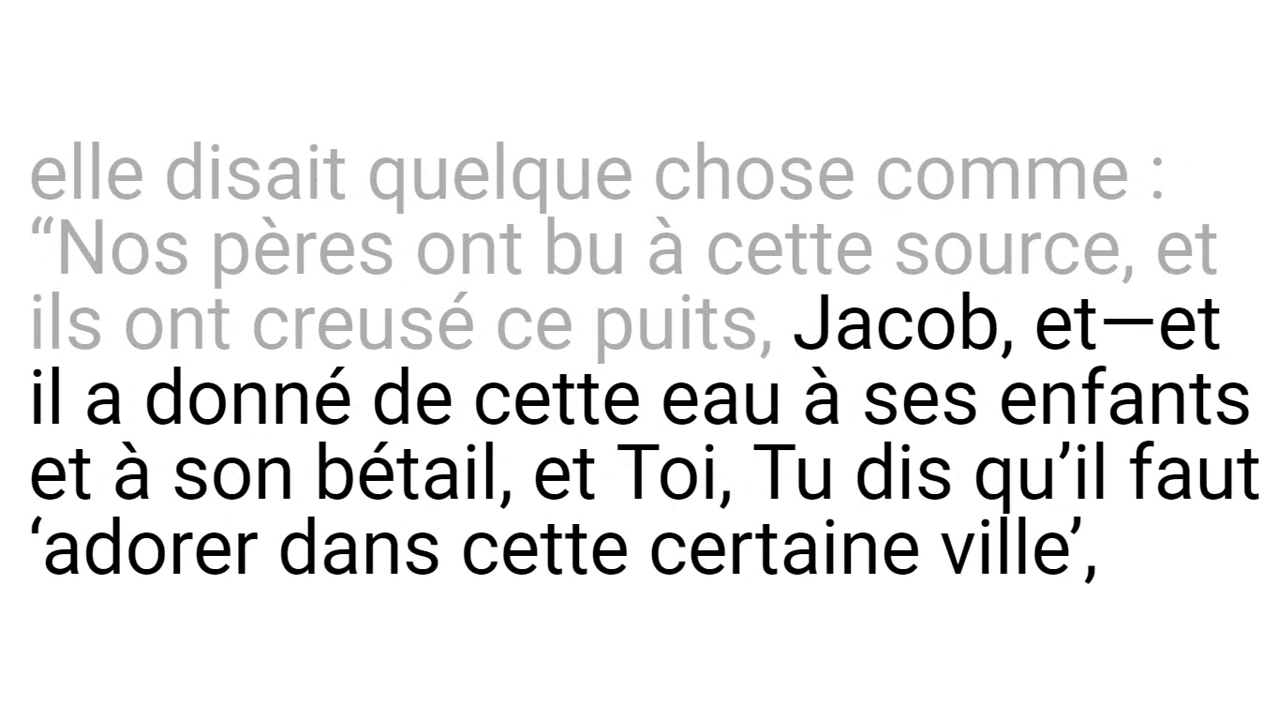 elle disait quelque chose comme :
“Nos pères ont bu à cette source, et
ils ont creusé ce puits, Jacob, et—et
il a donné de cette eau à ses enfants
et à son bétail, et Toi, Tu dis qu’il faut
‘adorer dans cette certaine ville’,